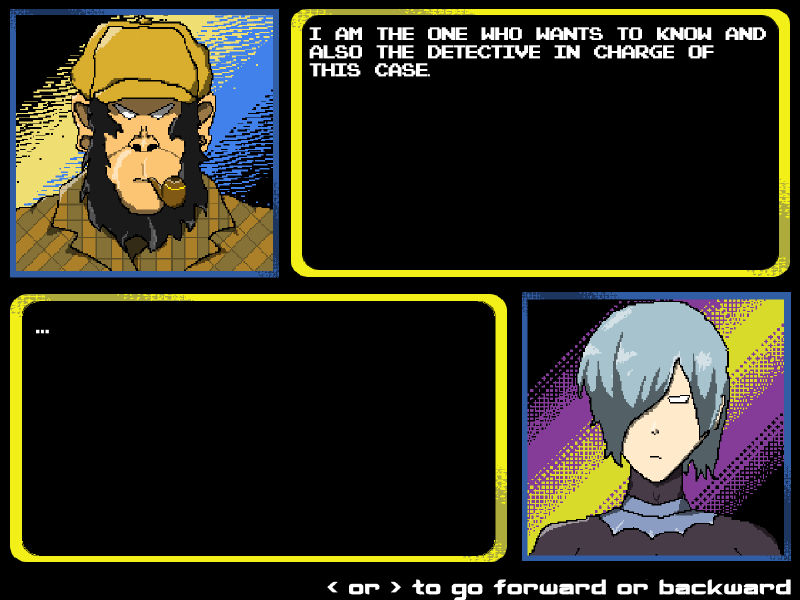 I AM THE ONE WHO WANTS TO KNOW AND
ALSO THE DETECTIVE IN CHARGE OF
THIS CASE.
...
< or > to go forward or backward